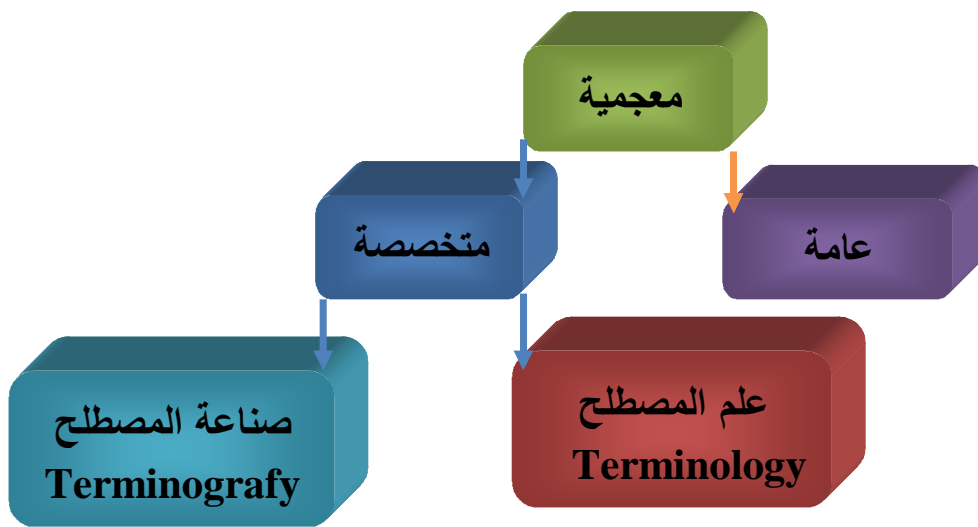 معجمية
عامة
متخصصة
علم المصطلح
Terminology
صناعة المصطلح
Terminografy